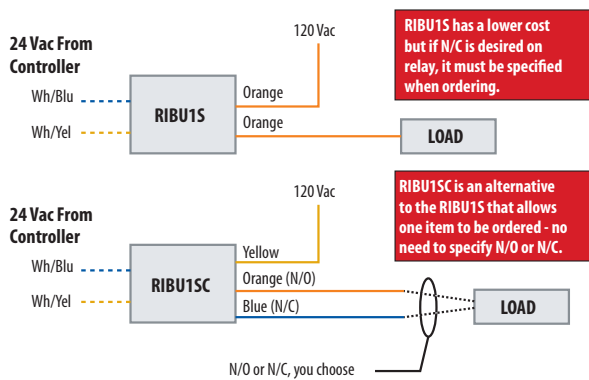 120 Vac
RIBU1S has a lower cost
but if N/C is desired on
relay, it must be specified
when ordering.
24 Vac From
Controller
Wh/Blu
Wh/Yel
RIBU1S
Orange
Orange
LOAD
120 Vac
RIBU1SC is an alternative
to the RIBU1S that allows
one item to be ordered - no
need to specify N/O or N/C.
24 Vac From
Controller
Wh/Blu
Wh/Yel
RIBU1SC
Yellow
Orange (N/O)
Blue (N/C)
LOAD
N/O or N/C, you choose